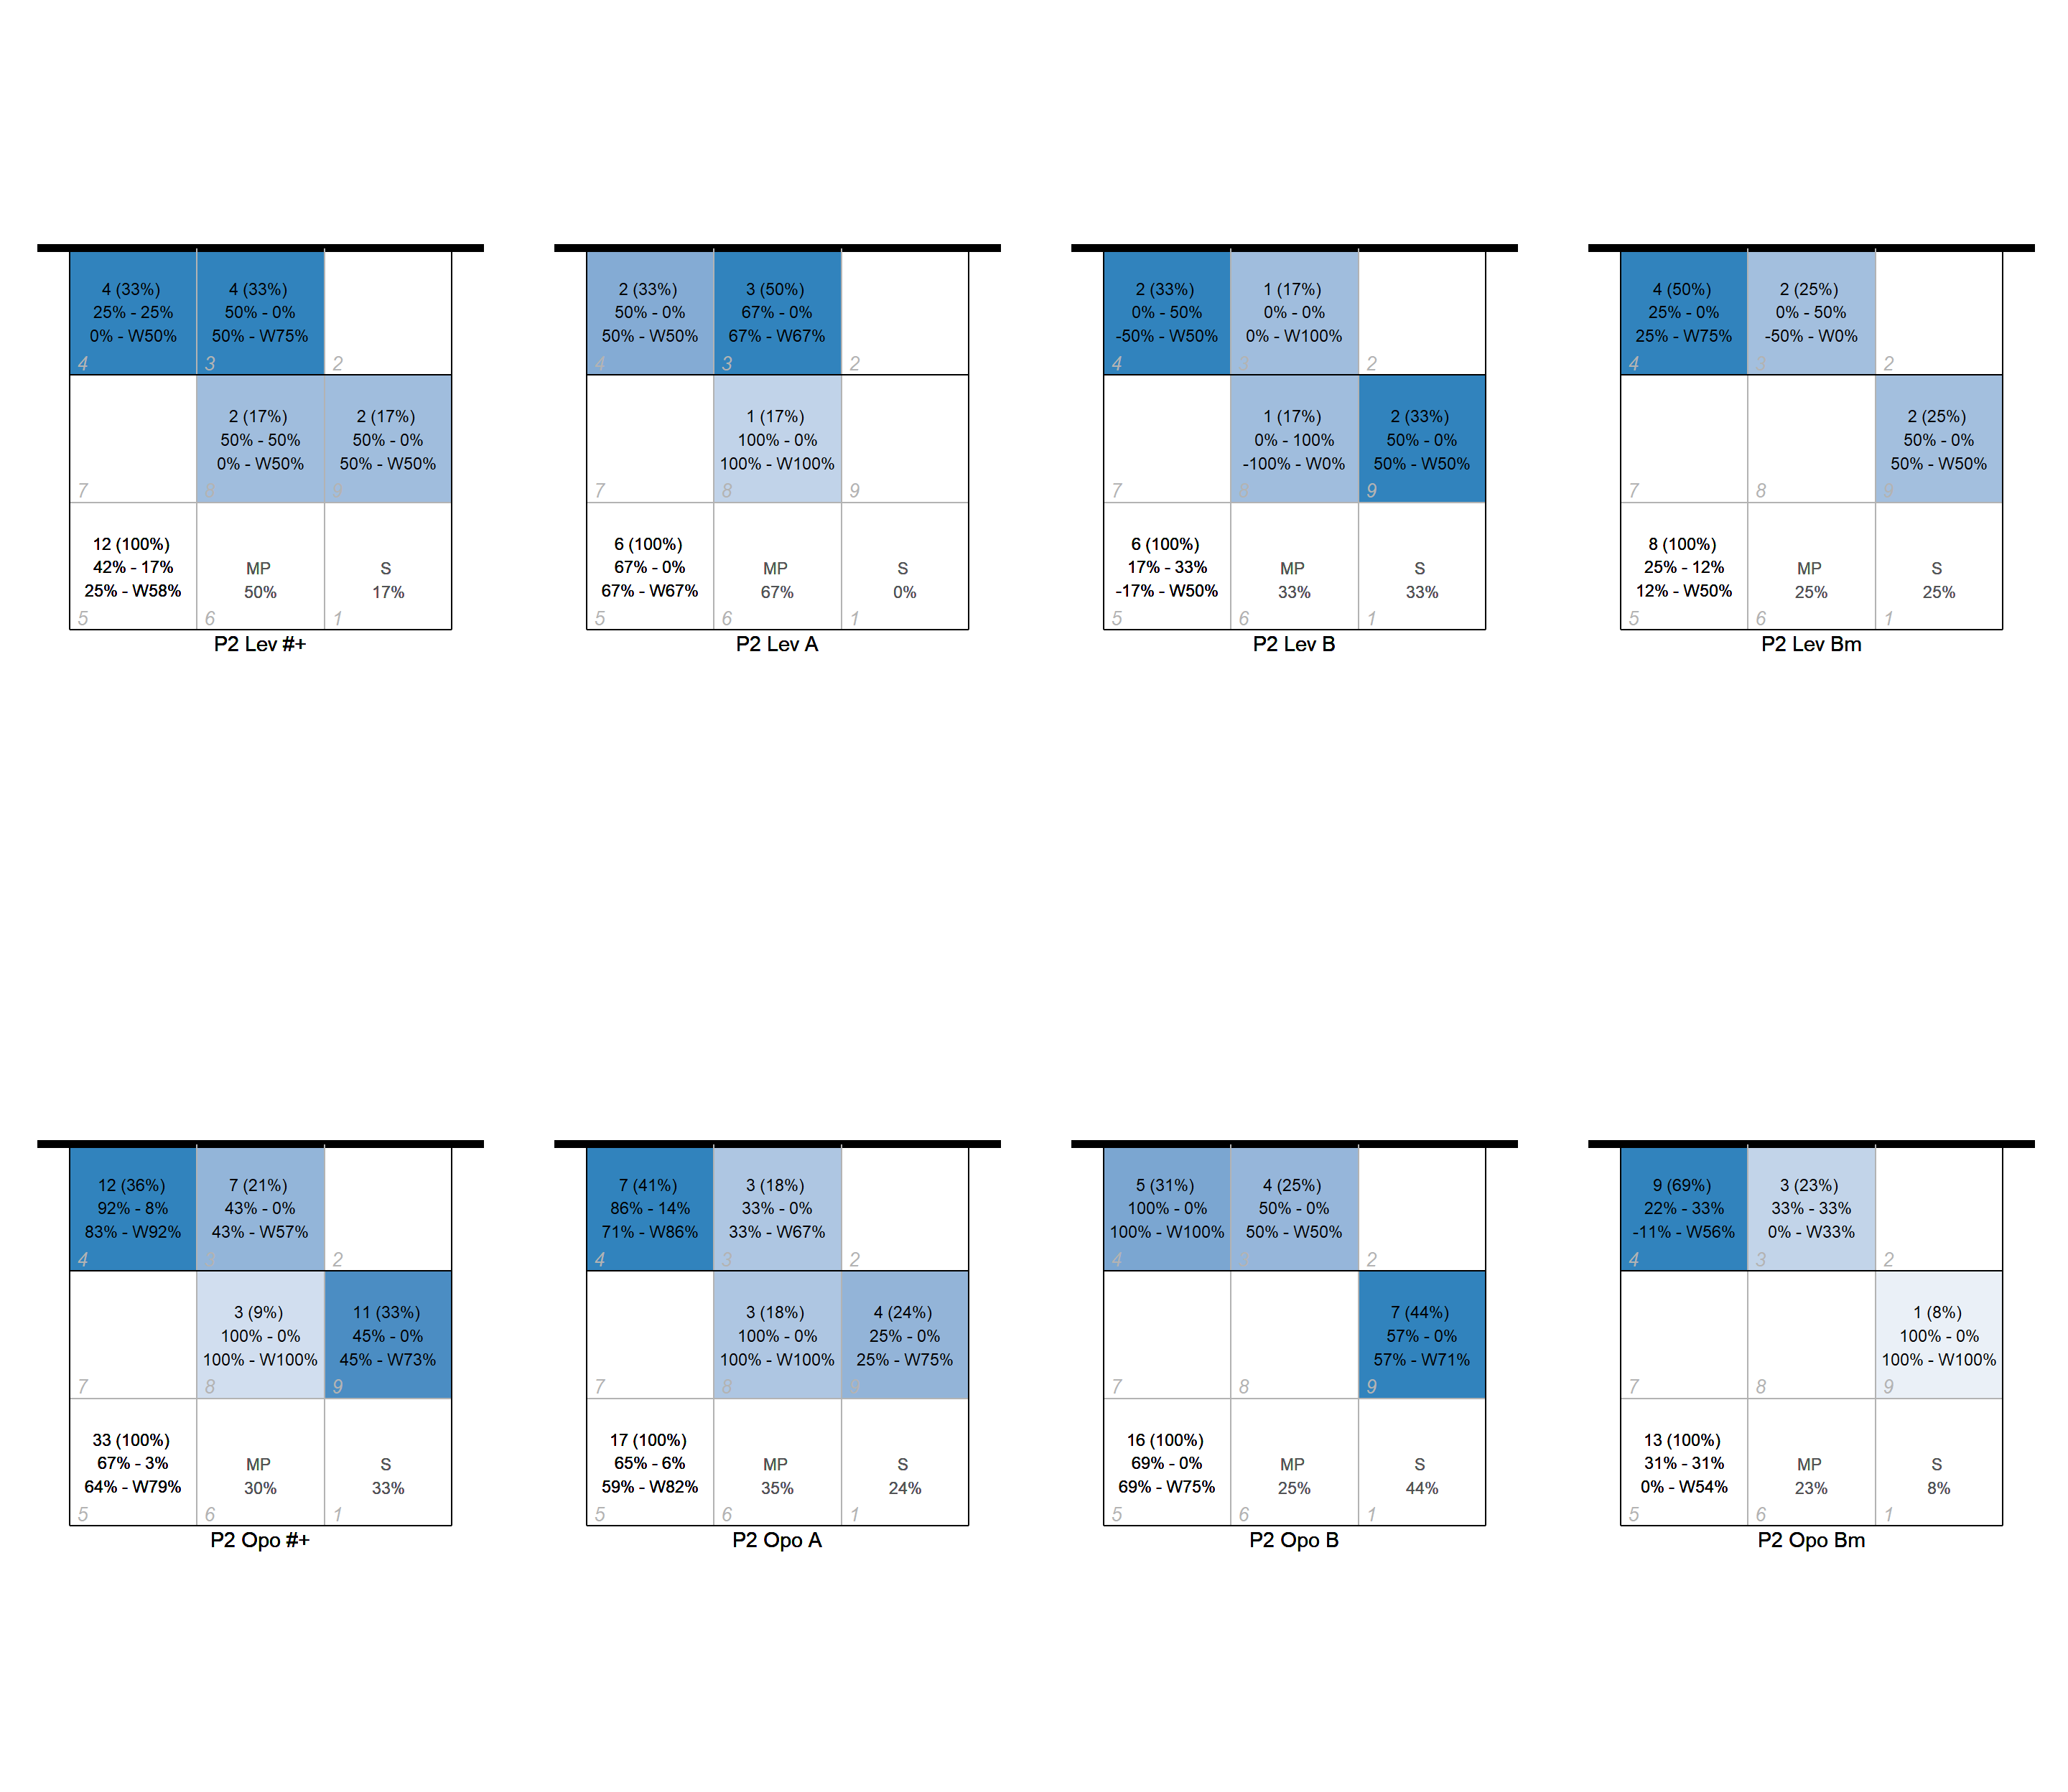 4 (33%)
25% - 25%
0% - W50%
4
4 (33%)
50% - 0%
50% - W75%
3
2
7
2 (17%)
50% - 50%
0% - W50%
8
2 (17%)
50% - 0%
50% - W50%
9
12 (100%)
42% - 17%
25% - W58%
5
MP
50%
6
S
17%
1
P2 Lev #+
2 (33%)
50% - 0%
50% - W50%
4
3 (50%)
67% - 0%
67% - W67%
3
2
7
1 (17%)
100% - 0%
100% - W100%
8
9
6 (100%)
67% - 0%
67% - W67%
5
MP
67%
6
S
0%
1
P2 Lev A
2 (33%)
0% - 50%
-50% - W50%
4
1 (17%)
0% - 0%
0% - W100%
3
2
7
1 (17%)
0% - 100%
-100% - W0%
8
2 (33%)
50% - 0%
50% - W50%
9
6 (100%)
17% - 33%
-17% - W50%
5
MP
33%
6
S
33%
1
P2 Lev B
4 (50%)
25% - 0%
25% - W75%
4
2 (25%)
0% - 50%
-50% - W0%
3
2
7
8
2 (25%)
50% - 0%
50% - W50%
9
8 (100%)
25% - 12%
12% - W50%
5
MP
25%
6
S
25%
1
P2 Lev Bm
12 (36%)
92% - 8%
83% - W92%
4
7 (21%)
43% - 0%
43% - W57%
3
2
7
3 (9%)
100% - 0%
100% - W100%
8
11 (33%)
45% - 0%
45% - W73%
9
33 (100%)
67% - 3%
64% - W79%
5
MP
30%
6
S
33%
1
P2 Opo #+
7 (41%)
86% - 14%
71% - W86%
4
3 (18%)
33% - 0%
33% - W67%
3
2
7
3 (18%)
100% - 0%
100% - W100%
8
4 (24%)
25% - 0%
25% - W75%
9
17 (100%)
65% - 6%
59% - W82%
5
MP
35%
6
S
24%
1
P2 Opo A
5 (31%)
100% - 0%
100% - W100%
4
4 (25%)
50% - 0%
50% - W50%
3
2
7
8
7 (44%)
57% - 0%
57% - W71%
9
16 (100%)
69% - 0%
69% - W75%
5
MP
25%
6
S
44%
1
P2 Opo B
9 (69%)
22% - 33%
-11% - W56%
4
3 (23%)
33% - 33%
0% - W33%
3
2
7
8
1 (8%)
100% - 0%
100% - W100%
9
13 (100%)
31% - 31%
0% - W54%
5
MP
23%
6
S
8%
1
P2 Opo Bm